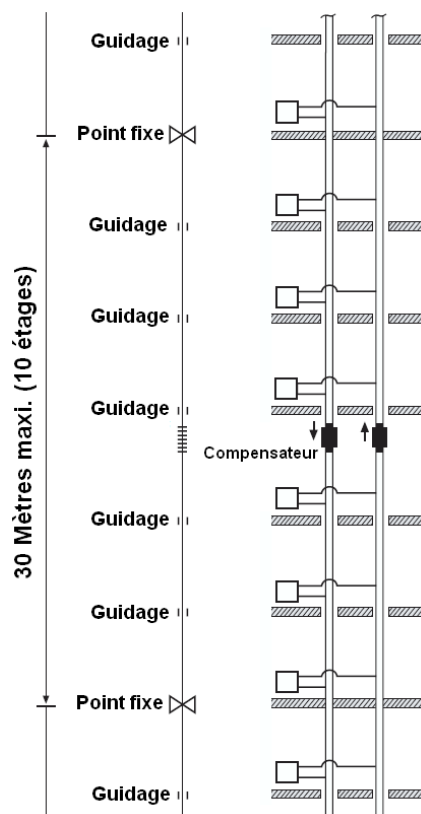 Guidage
Point fixe
Guidage
Guidage
Guidage
Compensateur
30 Mètres maxi. (10 étages)
Guidage
Guidage
Point fixe
Guidage